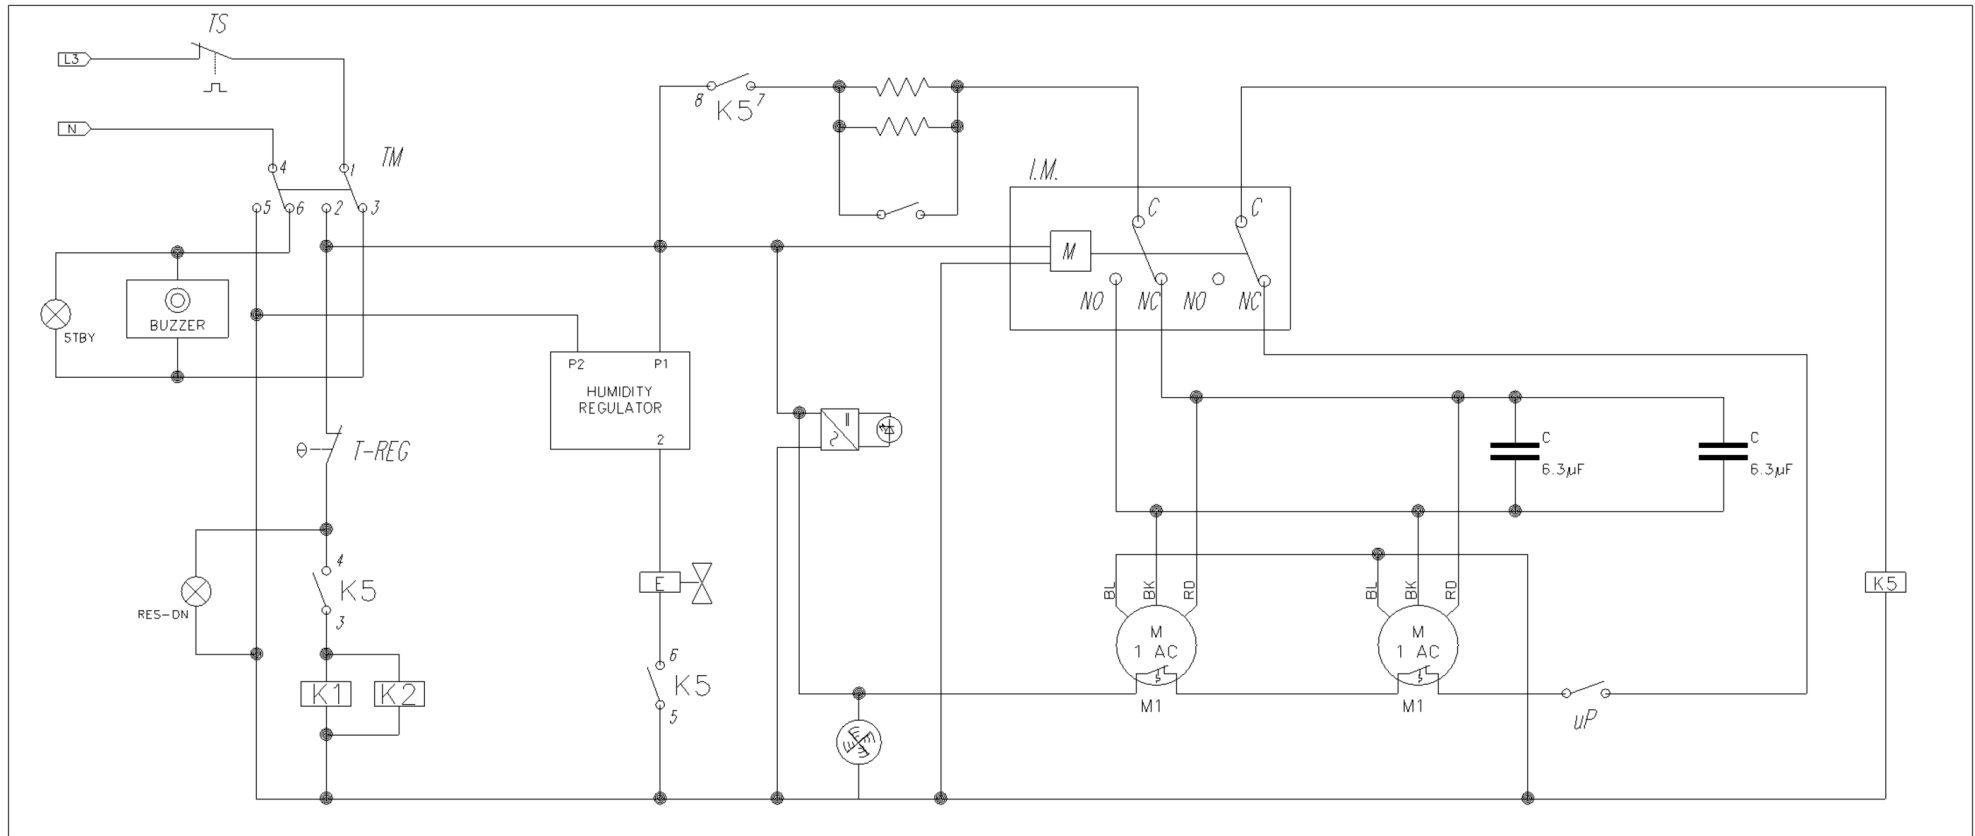 TS
L3
N
4
1
TM
5
6
2
3
8
K5
7
I.M.
C
C
M
NO
NC
NO
NC
BUZZER
STBY
P2
P1
HUMIDITY
REGULATOR
2
T-REG
C
6.3µF
C
6.3µF
4
K5
3
RES-DN
E
K5
BL
BK
RD
BL
BK
RD
M
1 AC
M
1 AC
K1
K2
6
K5
5
M1
M1
uP